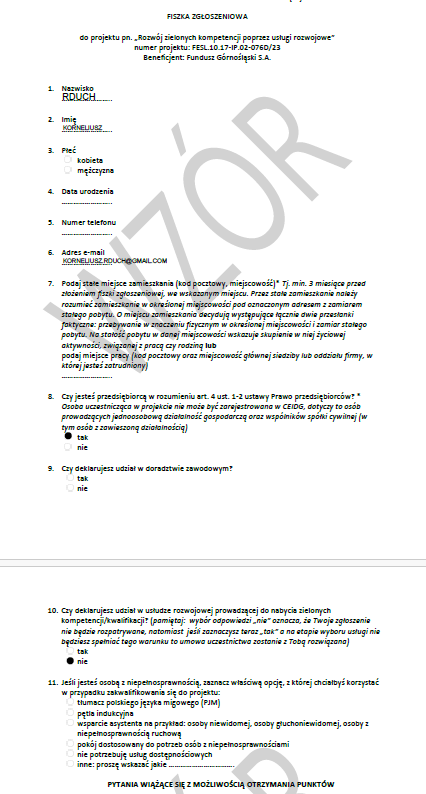 FISZKA ZGŁOSZENIOWA
do projektu pn. „Rozwój zielonych kompetencji poprzez usługi rozwojowe”
numer projektu: FESL.10.17-IP.02-076D/23
Beneficjent: Fundusz Górnośląski S.A.
1. Nazwisko
RDUCH
2. Imię
KORNELIUSZ
3. Płeć
kobieta
mężczyzna
4. Data urodzenia
..........................
5. Numer telefonu
..........................
6. Adres e-mail
KORNELIUSZ.RDUCH@GMAIL.COM
7. Podaj stałe miejsce zamieszkania (kod pocztowy, miejscowość)* Tj. min. 3 miesiące przed
złożeniem fiszki zgłoszeniowej, we wskazanym miejscu. Przez stałe zamieszkanie należy
rozumieć zamieszkanie w określonej miejscowości pod oznaczonym adresem z zamiarem
stałego pobytu. O miejscu zamieszkania decydują występujące łącznie dwie przesłanki
faktyczne: przebywanie w znaczeniu fizycznym w określonej miejscowości i zamiar stałego
pobytu. Na stałość pobytu w danej miejscowości wskazuje skupienie w niej życiowej
aktywności, związanej z pracą czy rodziną lub
podaj miejsce pracy (kod pocztowy oraz miejscowość głównej siedziby lub oddziału firmy, w
której jesteś zatrudniony)
..........................
8. Czy jesteś przedsiębiorcą w rozumieniu art. 4 ust. 1-2 ustawy Prawo przedsiębiorców? *
Osoba uczestnicząca w projekcie nie może być zarejestrowana w CEIDG, dotyczy to osób
prowadzących jednoosobową działalność gospodarczą oraz wspólników spółki cywilnej (w
tym osób z zawieszoną działalnością)
tak
nie
9. Czy deklarujesz udział w doradztwie zawodowym?
tak
nie
10. Czy deklarujesz udział w usłudze rozwojowej prowadzącej do nabycia zielonych
kompetencji/kwalifikacji? (pamiętaj: wybór odpowiedzi „nie” oznacza, że Twoje zgłoszenie
nie będzie rozpatrywane, natomiast jeśli zaznaczysz teraz „tak” a na etapie wyboru usługi nie
będziesz spełniać tego warunku to umowa uczestnictwa zostanie z Tobą rozwiązana)
tak
nie
11. Jeśli jesteś osobą z niepełnosprawnością, zaznacz właściwą opcję, z której chciałbyś korzystać
w przypadku zakwalifikowania się do projektu:
tłumacz polskiego języka migowego (PJM)
pętla indukcyjna
wsparcie asystenta na przykład: osoby niewidomej, osoby głuchoniewidomej, osoby z
niepełnosprawnością ruchową
pokój dostosowany do potrzeb osób z niepełnosprawnościami
nie potrzebuję usług dostępnościowych
inne: proszę wskazać jakie ..................................
PYTANIA WIĄŻĄCE SIĘ Z MOŻLIWOŚCIĄ OTRZYMANIA PUNKTÓW
WZÓR